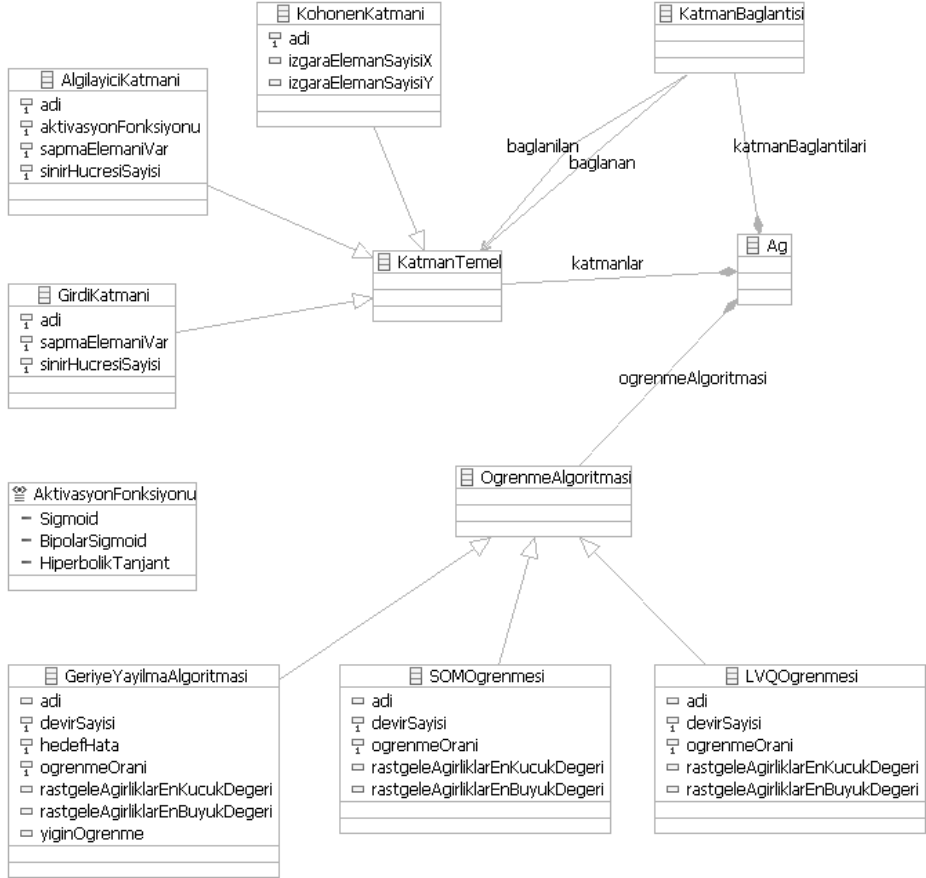 KohonenKatmani
adi
izgaraElemanSayisiX
izgaraElemanSayisiY
KatmanBaglantisi
AlgilayiciKatmani
adi
aktivasyonFonksiyonu
sapmaElemaniVar
sinirHucresiSayisi
baglanilan
baglanan
katmanBaglantilari
KatmanTemel
katmanlar
Ag
GirdiKatmani
adi
sapmaElemaniVar
sinirHucresiSayisi
ogrenmeAlgoritmasi
OgrenmeAlgoritmasi
AktivasyonFonksiyonu
Sigmoid
BipolarSigmoid
HiperbolikTanjant
GeriyeYayilmaAlgoritmasi
adi
devirSayisi
hedefHata
ogrenmeOrani
rastgeleAgirliklarEnKucukDegeri
rastgeleAgirliklarEnBuyukDegeri
yiginOgrenme
SOMOgrenmesi
adi
devirSayisi
ogrenmeOrani
rastgeleAgirliklarEnKucukDegeri
rastgeleAgirliklarEnBuyukDegeri
LVQOgrenmesi
adi
devirSayisi
ogrenmeOrani
rastgeleAgirliklarEnKucukDegeri
rastgeleAgirliklarEnBuyukDegeri